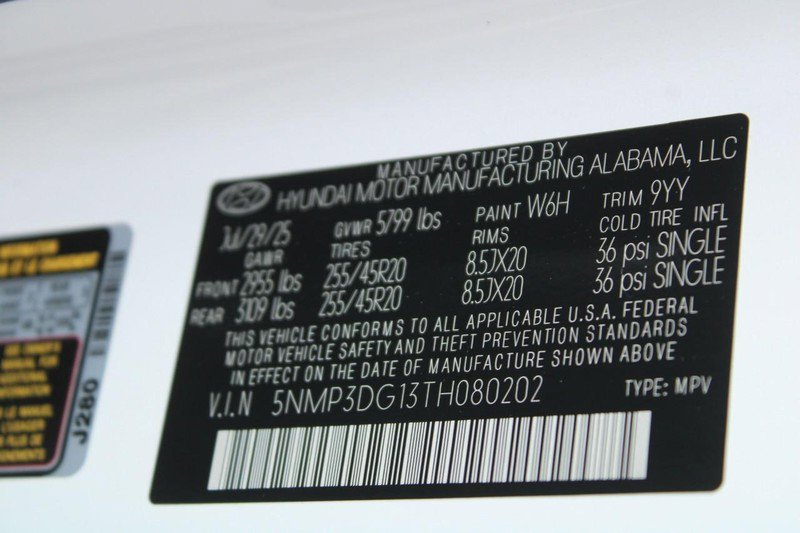 MANUFACTURED BY
HYUNDAI MOTOR MANUFACTURING ALABAMA, LLC
Jul/29/25 GVWR 5799 lbs PAINT W6H TRIM 9YY
GAWR TIRES RIMS COLD TIRE INFL
FRONT 2955 lbs 255/45R20 8.5JX20 36 psi SINGLE
REAR 3109 lbs 255/45R20 8.5JX20 36 psi SINGLE
THIS VEHICLE CONFORMS TO ALL APPLICABLE U.S.A. FEDERAL
MOTOR VEHICLE SAFETY AND THEFT PREVENTION STANDARDS
IN EFFECT ON THE DATE OF MANUFACTURE SHOWN ABOVE
V.I.N 5NMP3DG13TH080202 TYPE: MPV
J280